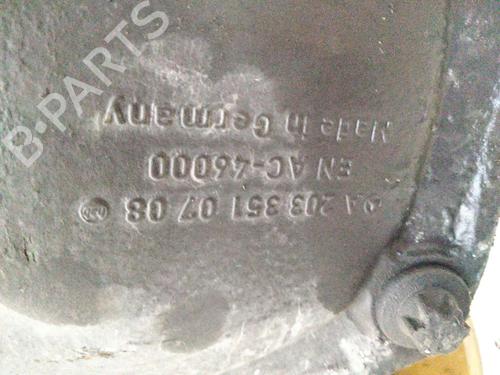 A 203 351 07 08
EN AC-46000
Made in Germany
B-PARTS